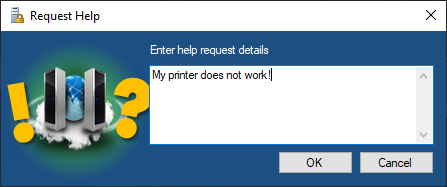 Request Help
Enter help request details
My printer does not work!
OK
Cancel